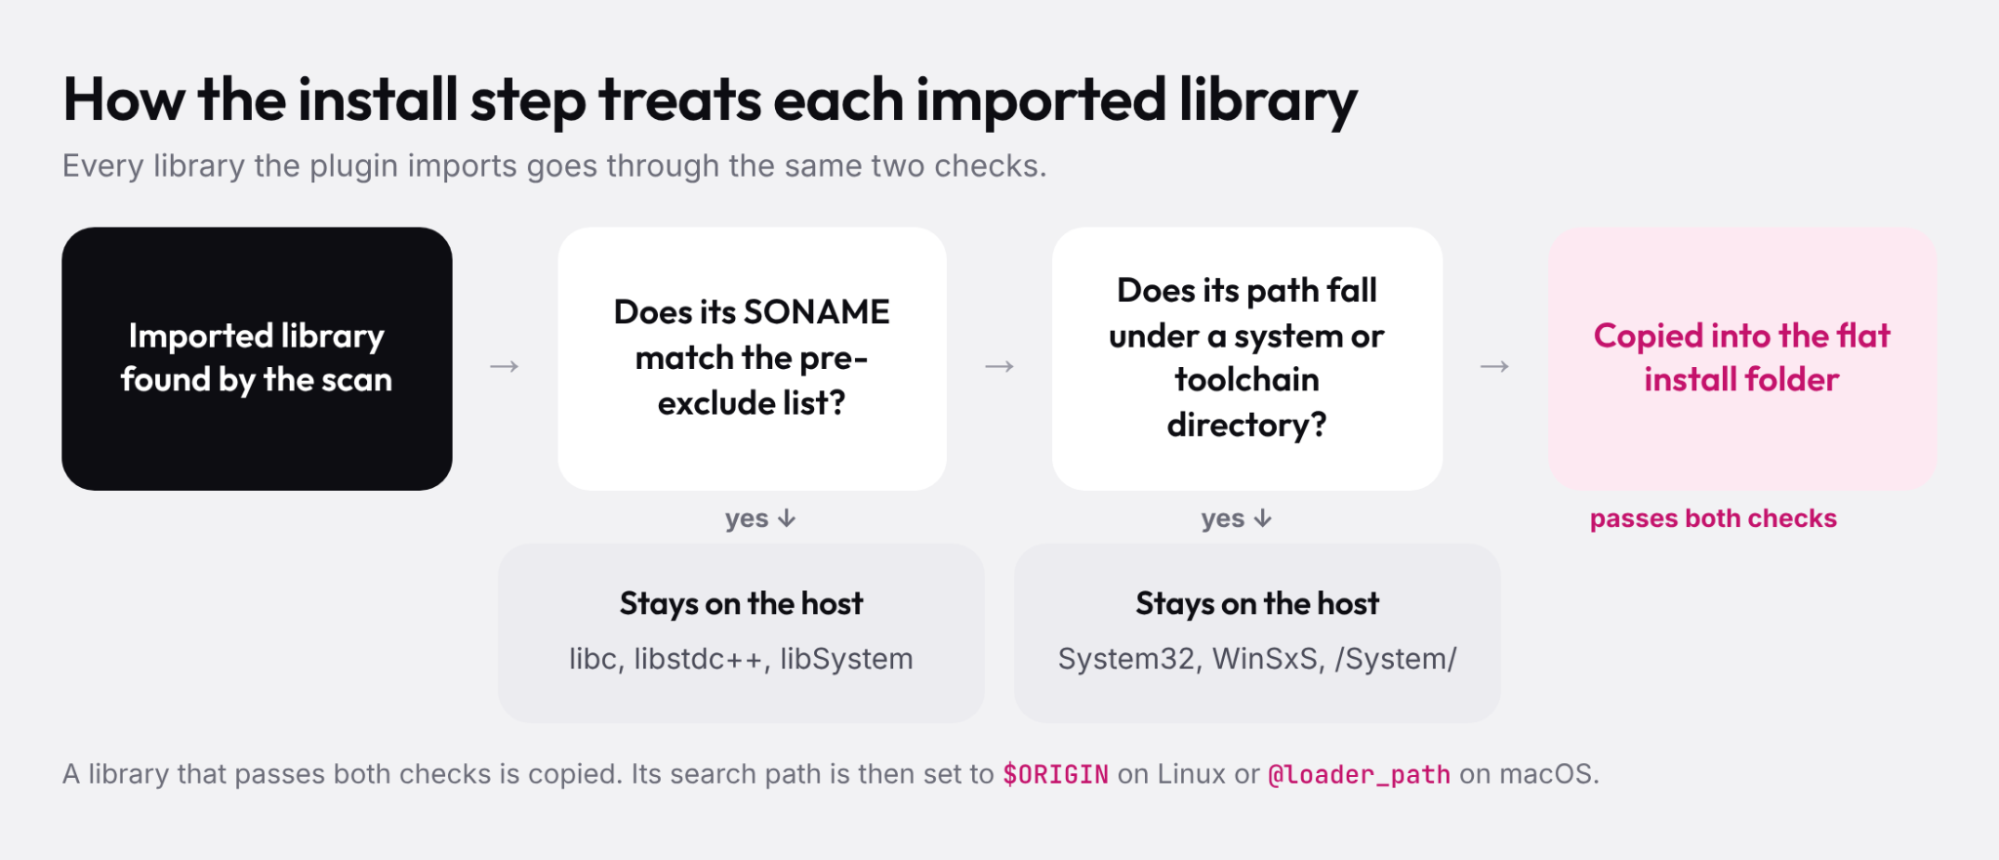 How the install step treats each imported library
Every library the plugin imports goes through the same two checks.
Imported library
found by the scan
→
Does its SONAME
match the pre-
exclude list?
→
Does its path fall
under a system or
toolchain
directory?
→
Copied into the flat
install folder
yes ↓
yes ↓
passes both checks
Stays on the host
libc, libstdc++, libSystem
Stays on the host
System32, WinSxS, /System/
A library that passes both checks is copied. Its search path is then set to $ORIGIN on Linux or @loader_path on macOS.